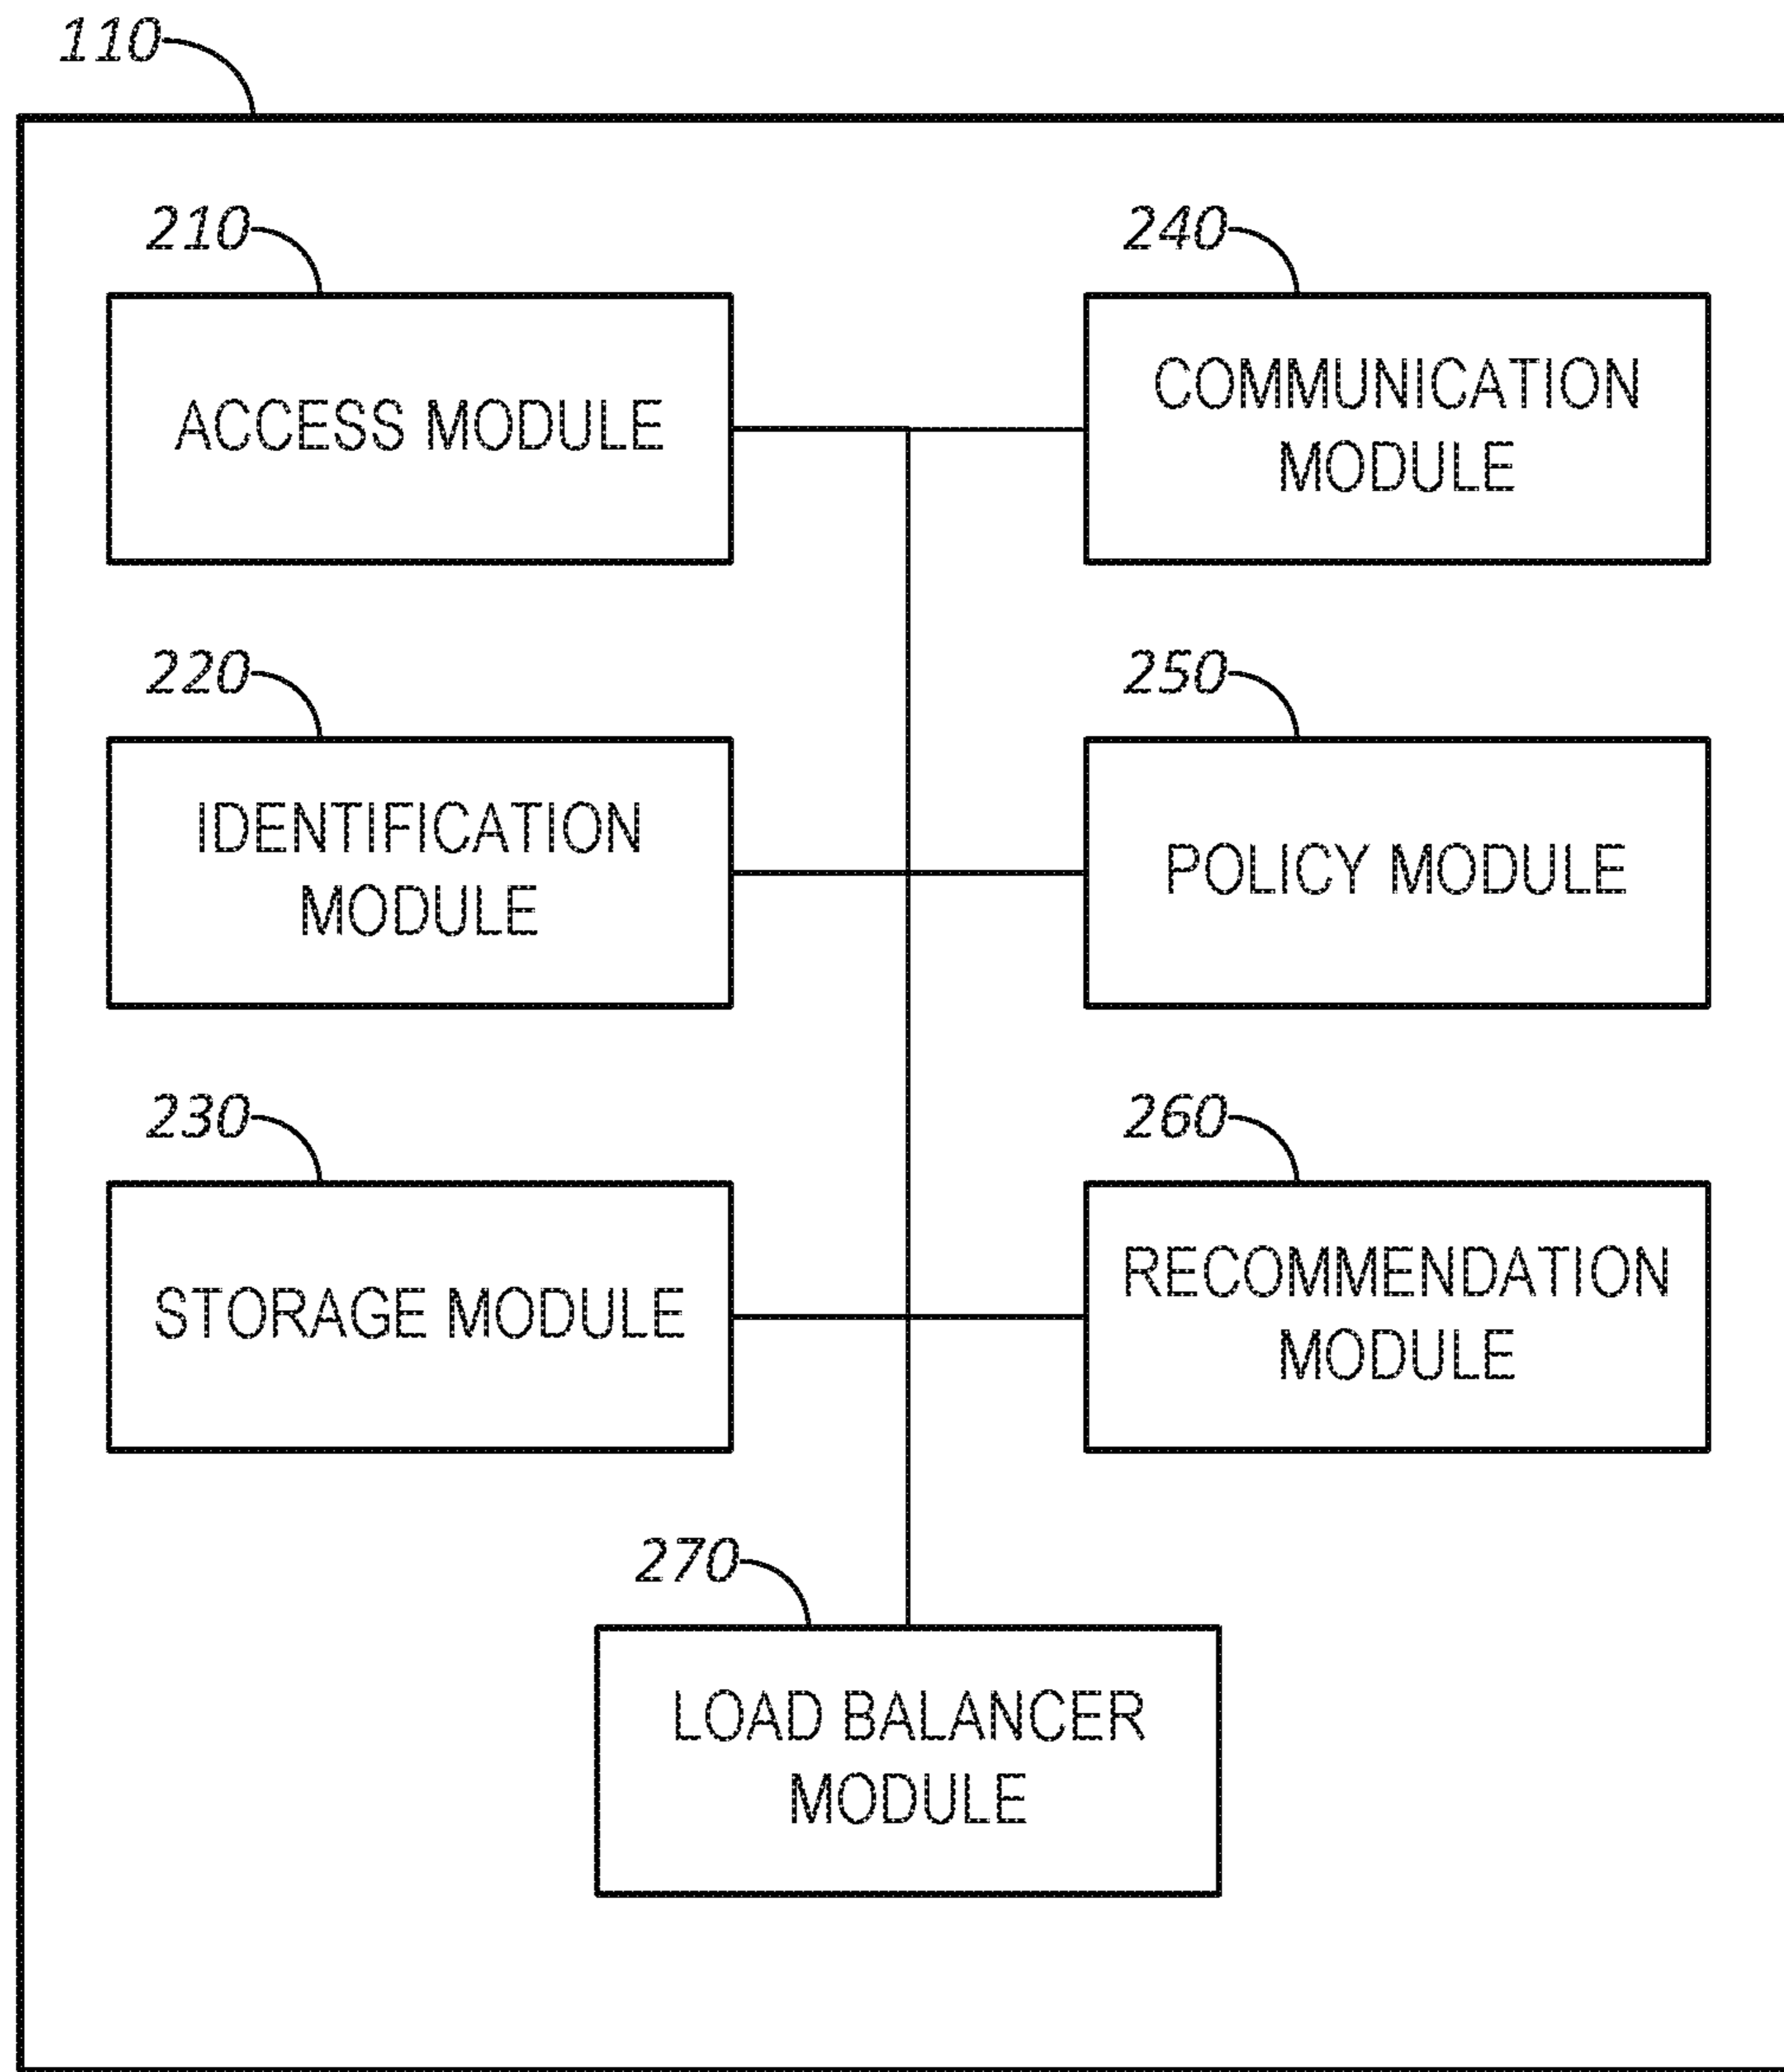 110
210
240
ACCESS MODULE
COMMUNICATION
MODULE
220
250
IDENTIFICATION
MODULE
POLICY MODULE
230
260
STORAGE MODULE
RECOMMENDATION
MODULE
270
LOAD BALANCER
MODULE